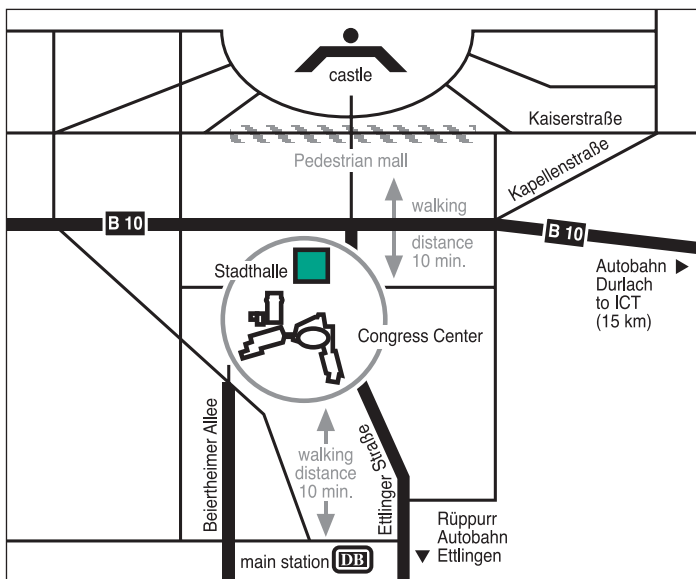 castle
Kaiserstraße
Pedestrian mall
Kapellenstraße
walking
B 10
B 10
distance
10 min.
Stadthalle
Autobahn
Durlach
to ICT
(15 km)
Congress Center
Beiertheimer Allee
walking
distance
10 min.
Ettlinger Straße
Rüppurr
Autobahn
Ettlingen
main station DB